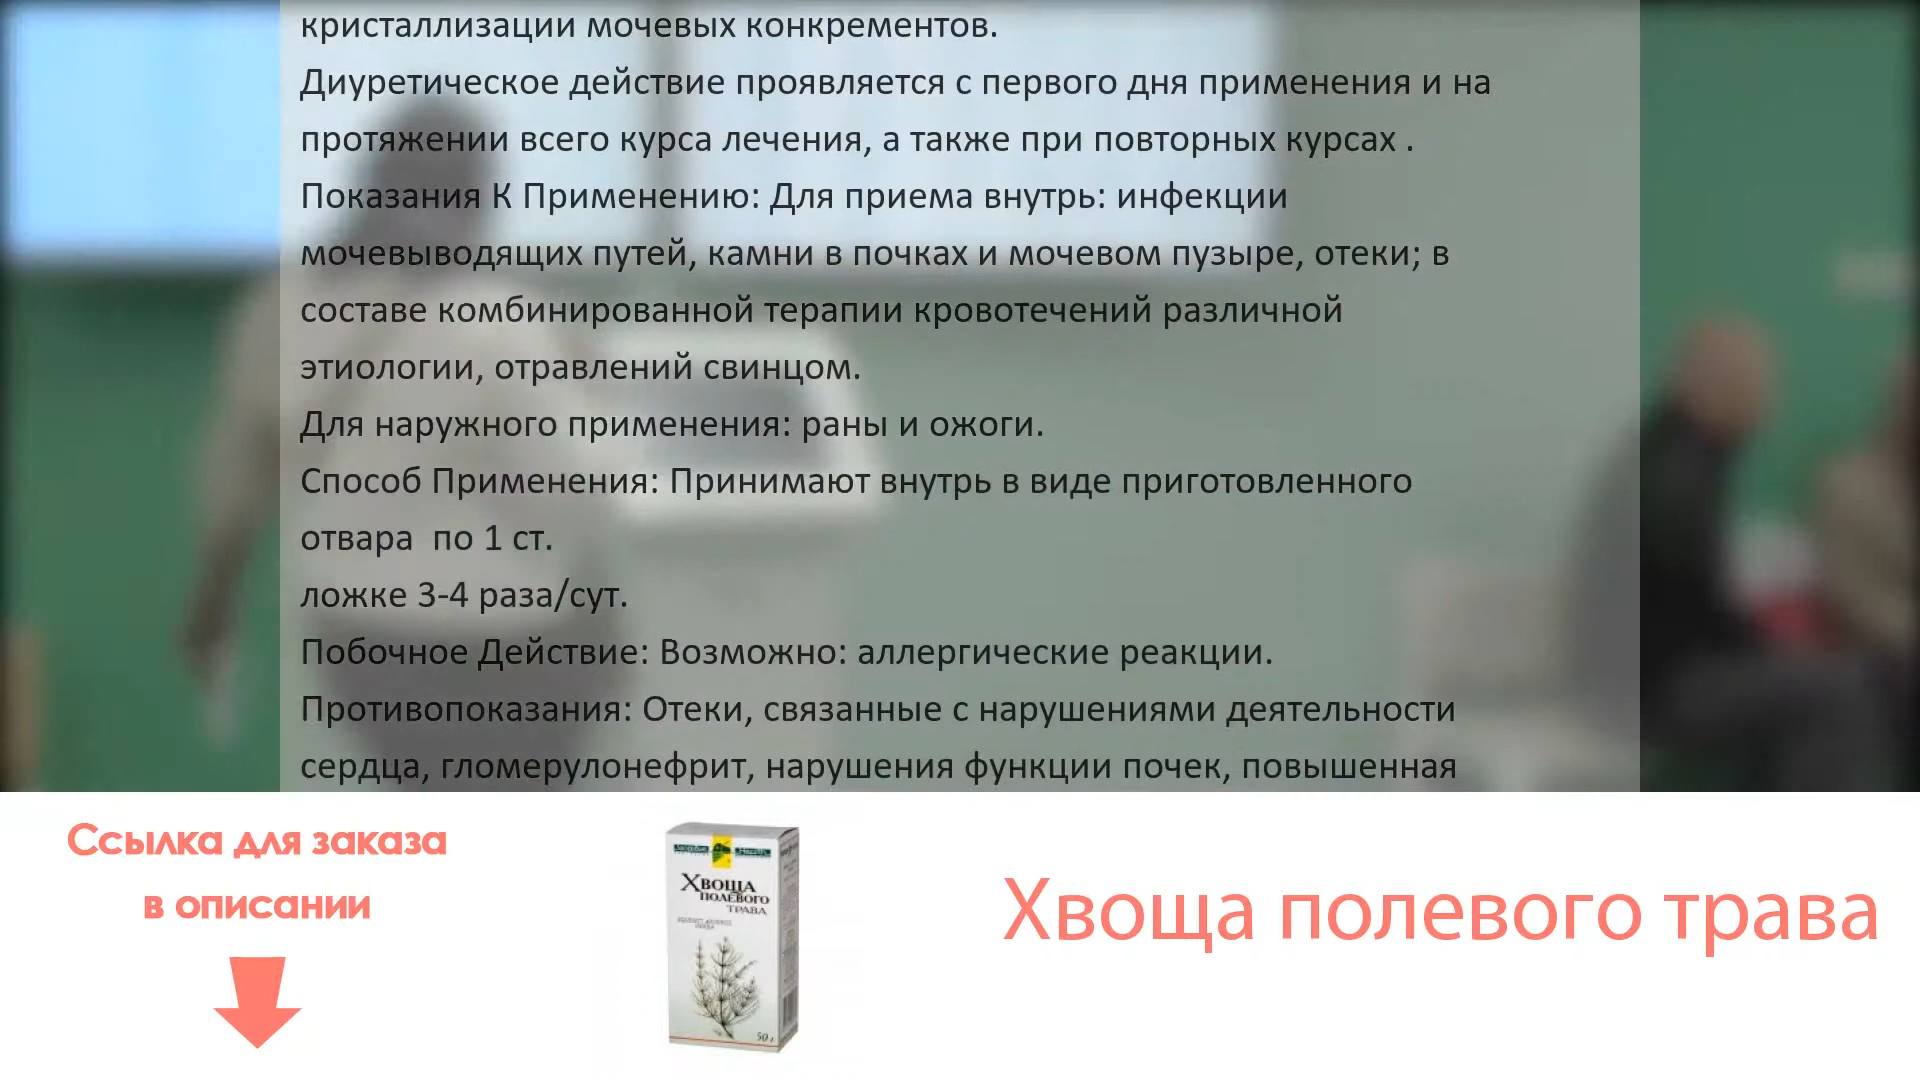 кристаллизации мочевых конкрементов.
Диуретическое действие проявляется с первого дня применения и на
протяжении всего курса лечения, а также при повторных курсах .
Показания К Применению: Для приема внутрь: инфекции
мочевыводящих путей, камни в почках и мочевом пузыре, отеки; в
составе комбинированной терапии кровотечений различной
этиологии, отравлений свинцом.
Для наружного применения: раны и ожоги.
Способ Применения: Принимают внутрь в виде приготовленного
отвара  по 1 ст.
ложке 3-4 раза/сут.
Побочное Действие: Возможно: аллергические реакции.
Противопоказания: Отеки, связанные с нарушениями деятельности
сердца, гломерулонефрит, нарушения функции почек, повышенная
Ссылка для заказа
в описании
Хвоща
полевого
трава
50 г
Хвоща полевого трава